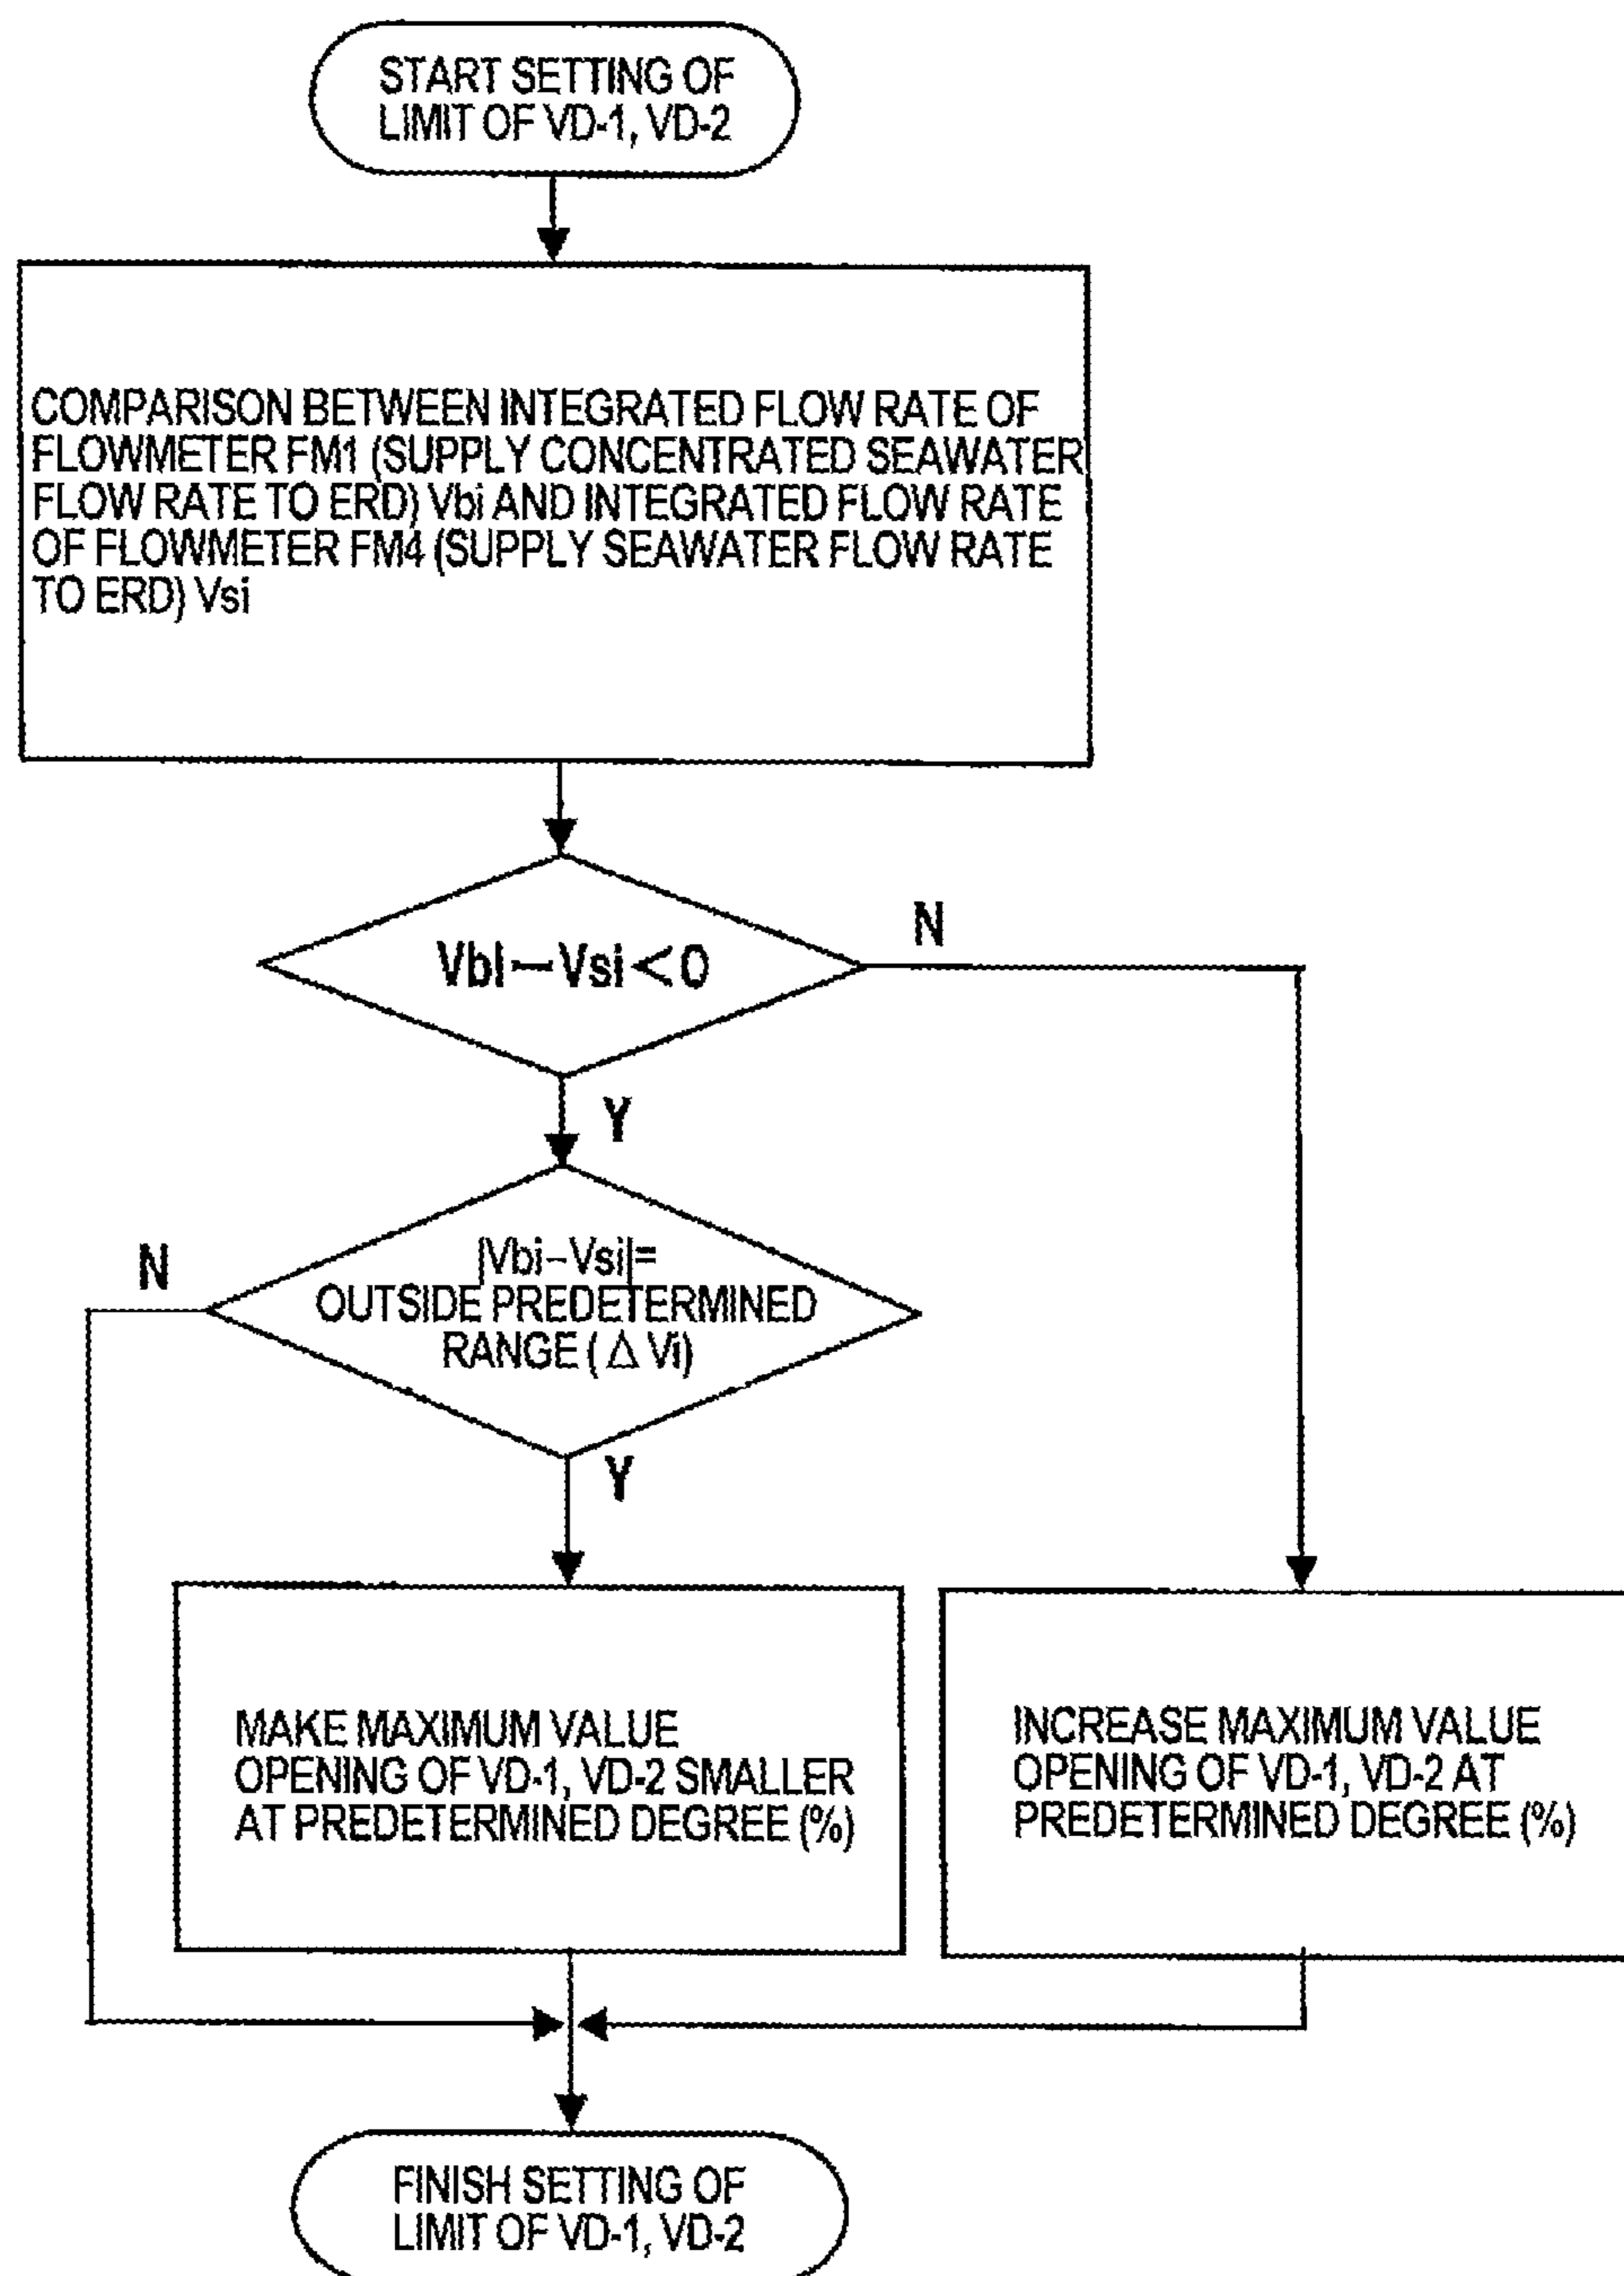 START SETTING OF
LIMIT OF VD-1, VD-2
COMPARISON BETWEEN INTEGRATED FLOW RATE OF
FLOWMETER FM1 (SUPPLY CONCENTRATED SEAWATER
FLOW RATE TO ERD) Vbi AND INTEGRATED FLOW RATE
OF FLOWMETER FM4 (SUPPLY SEAWATER FLOW RATE
TO ERD) Vsi
N
Vbi－Vsi＜0
Y
N
|Vbi−Vsi|=
OUTSIDE PREDETERMINED
RANGE (△ Vi)
Y
MAKE MAXIMUM VALUE
OPENING OF VD-1, VD-2 SMALLER
AT PREDETERMINED DEGREE (%)
INCREASE MAXIMUM VALUE
OPENING OF VD-1, VD-2 AT
PREDETERMINED DEGREE (%)
FINISH SETTING OF
LIMIT OF VD-1, VD-2